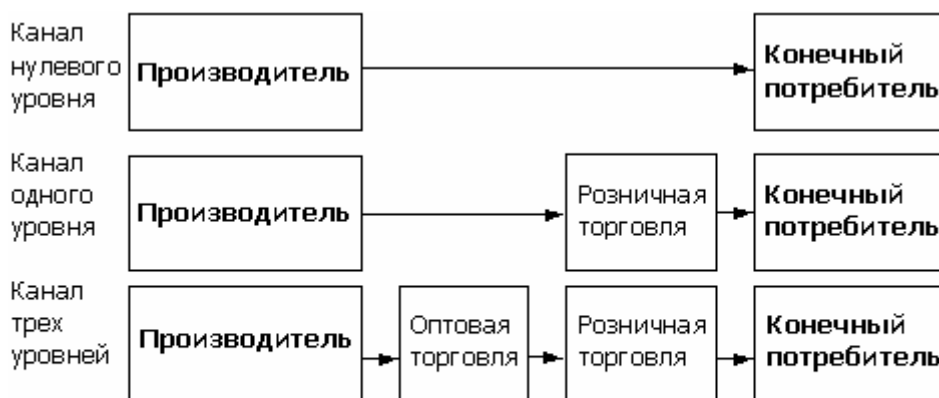 Канал
нулевого
уровня
Производитель
Конечный
потребитель
Канал
одного
уровня
Производитель
Розничная
торговля
Конечный
потребитель
Канал
трех
уровней
Производитель
Оптовая
торговля
Розничная
торговля
Конечный
потребитель